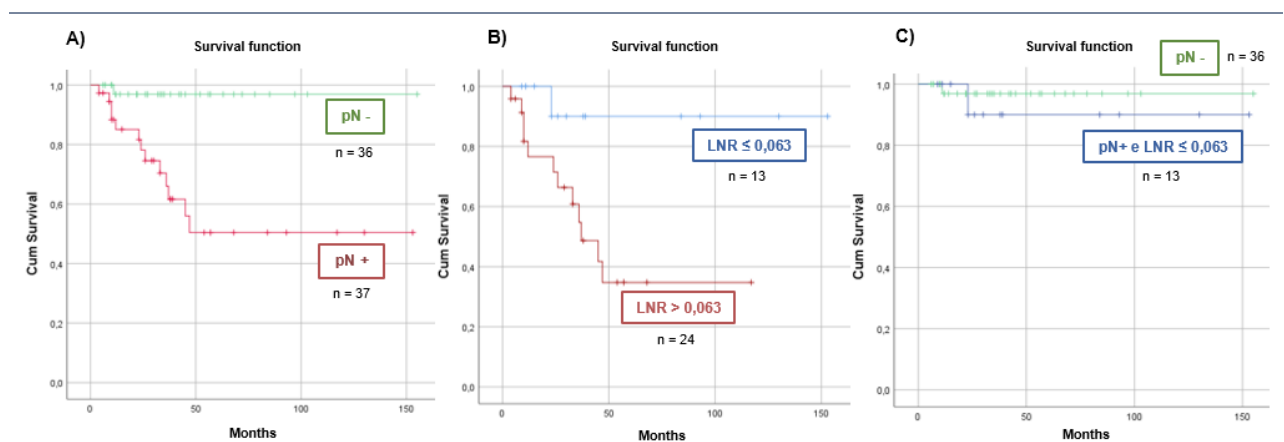 A)
Survival function
1,0
0,8
0,6
0,4
0,2
0,0
Cum Survival
pN -
n = 36
pN +
n = 37
0
50
100
150
Months
B)
Survival function
1,0
0,8
0,6
0,4
0,2
0,0
Cum Survival
LNR ≤ 0,063
n = 13
LNR > 0,063
n = 24
0
50
100
150
Months
C)
Survival function
pN -
n = 36
1,0
0,8
0,6
0,4
0,2
0,0
Cum Survival
pN+ e LNR ≤ 0,063
n = 13
0
50
100
150
Months